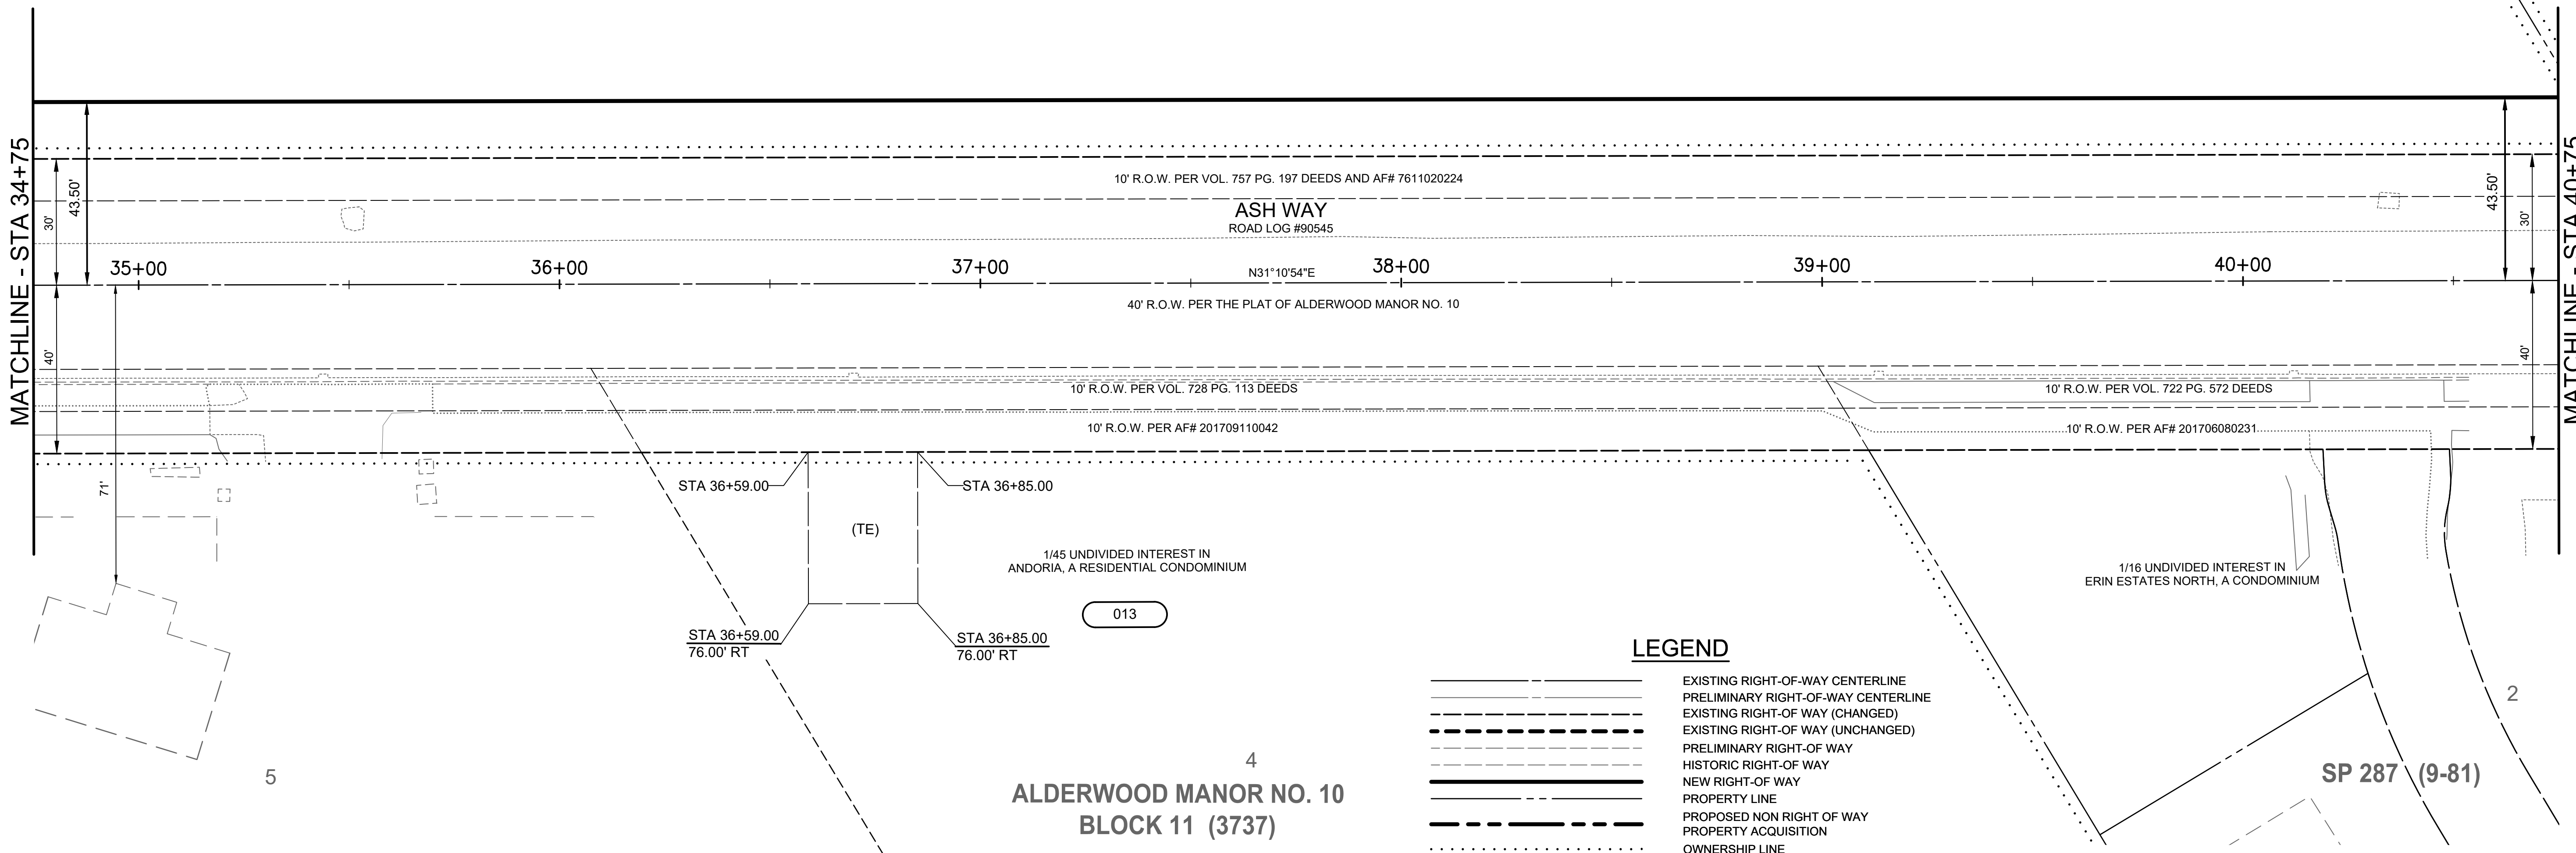 MATCHLINE - STA 34+75
43.50'
30'
40'
71'
10' R.O.W. PER VOL. 757 PG. 197 DEEDS AND AF# 7611020224
ASH WAY
ROAD LOG #90545
35+00
36+00
37+00
N31°10'54"E
38+00
39+00
40+00
40' R.O.W. PER THE PLAT OF ALDERWOOD MANOR NO. 10
43.50'
30'
40'
MATCHLINE - STA 40+75
10' R.O.W. PER VOL. 728 PG. 113 DEEDS
10' R.O.W. PER VOL. 722 PG. 572 DEEDS
10' R.O.W. PER AF# 201709110042
10' R.O.W. PER AF# 201706080231
STA 36+59.00
STA 36+85.00
(TE)
1/45 UNDIVIDED INTEREST IN
ANDORIA, A RESIDENTIAL CONDOMINIUM
013
1/16 UNDIVIDED INTEREST IN
ERIN ESTATES NORTH, A CONDOMINIUM
STA 36+59.00
76.00' RT
STA 36+85.00
76.00' RT
5
4
ALDERWOOD MANOR NO. 10
BLOCK 11 (3737)
2
SP 287 (9-81)
LEGEND
EXISTING RIGHT-OF-WAY CENTERLINE
PRELIMINARY RIGHT-OF-WAY CENTERLINE
EXISTING RIGHT-OF WAY (CHANGED)
EXISTING RIGHT-OF WAY (UNCHANGED)
PRELIMINARY RIGHT-OF WAY
HISTORIC RIGHT-OF WAY
NEW RIGHT-OF WAY
PROPERTY LINE
PROPOSED NON RIGHT OF WAY
PROPERTY ACQUISITION
OWNERSHIP LINE